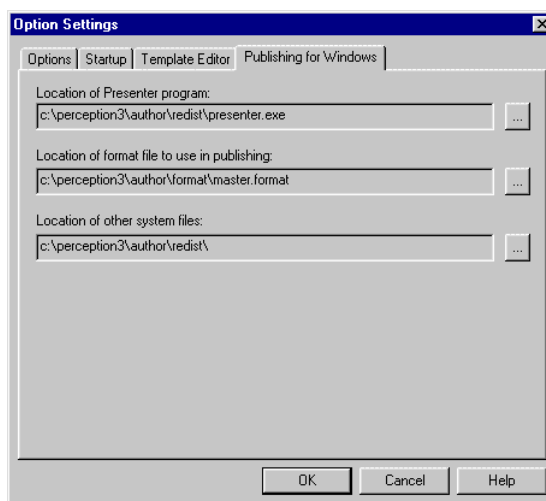 Option Settings
Options Startup Template Editor Publishing for Windows
Location of Presenter program:
c:\perception3\author\redist\presenter.exe ...
Location of format file to use in publishing:
c:\perception3\author\format\master.format ...
Location of other system files:
c:\perception3\author\redist\ ...
OK Cancel Help